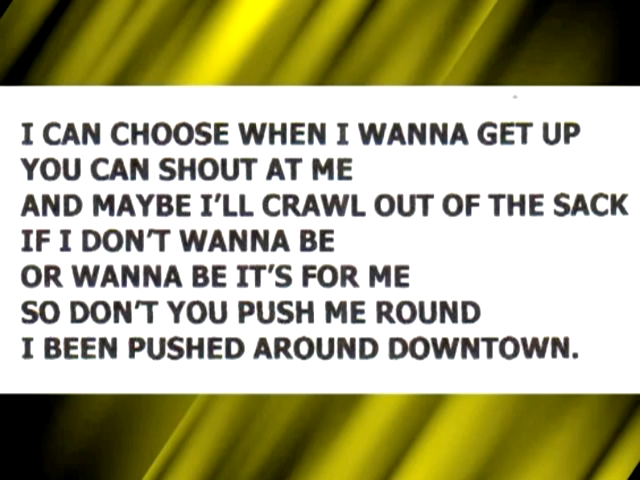 I CAN CHOOSE WHEN I WANNA GET UP
YOU CAN SHOUT AT ME
AND MAYBE I'LL CRAWL OUT OF THE SACK
IF I DON'T WANNA BE
OR WANNA BE IT'S FOR ME
SO DON'T YOU PUSH ME ROUND
I BEEN PUSHED AROUND DOWNTOWN.